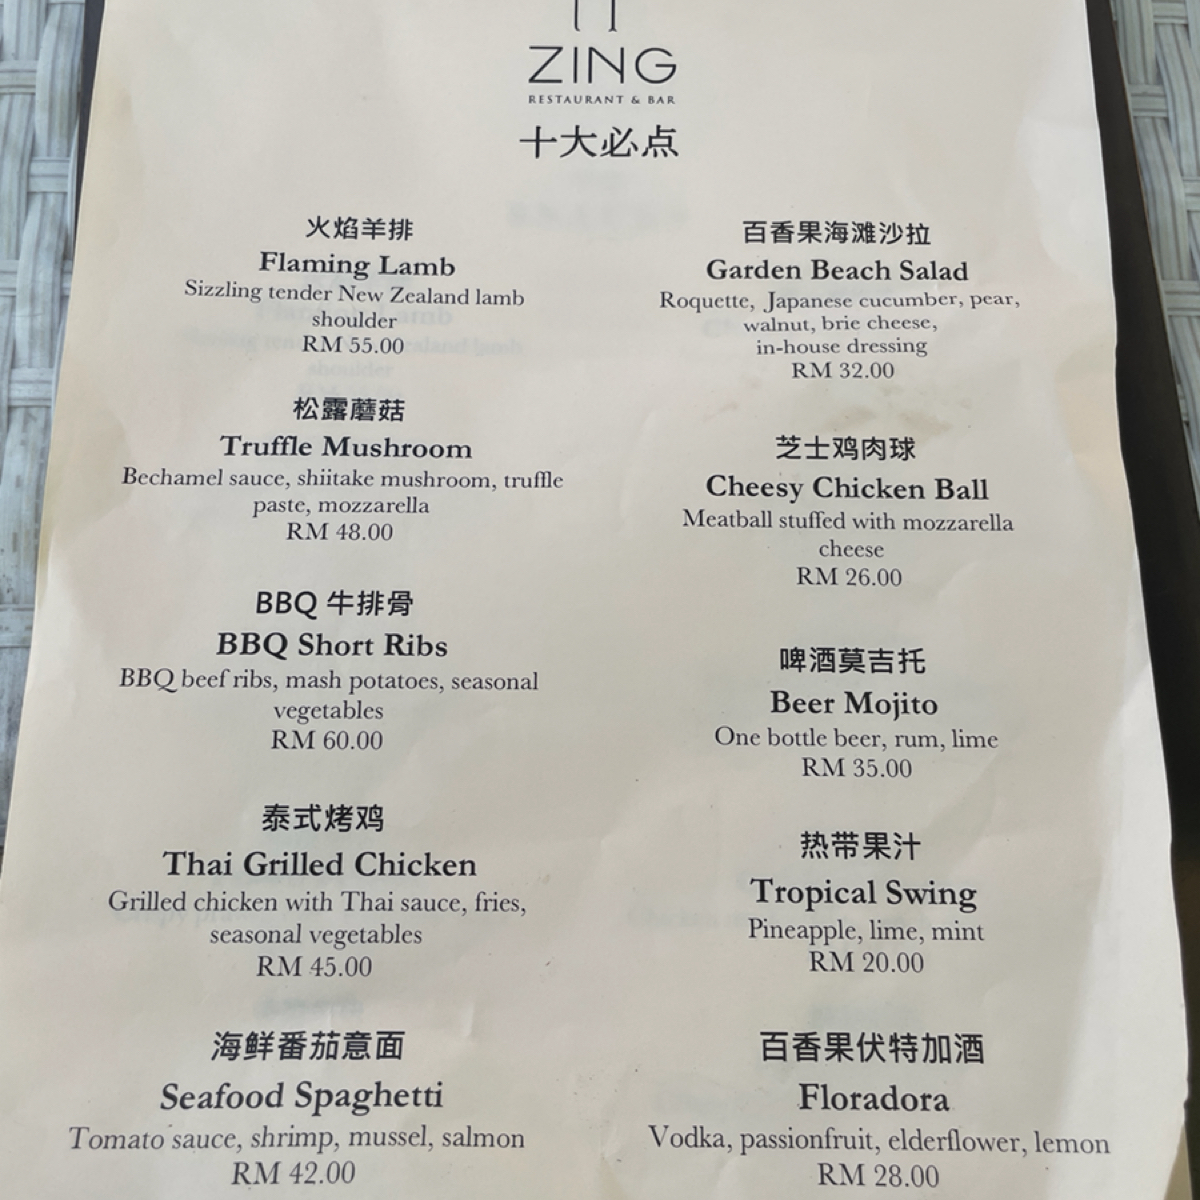 ZING
RESTAURANT & BAR
十大必点
火焰羊排
Flaming Lamb
Sizzling tender New Zealand lamb
shoulder
RM 55.00
松露蘑菇
Truffle Mushroom
Bechamel sauce, shiitake mushroom, truffle
paste, mozzarella
RM 48.00
BBQ 牛排骨
BBQ Short Ribs
BBQ beef ribs, mash potatoes, seasonal
vegetables
RM 60.00
泰式烤鸡
Thai Grilled Chicken
Grilled chicken with Thai sauce, fries,
seasonal vegetables
RM 45.00
海鲜番茄意面
Seafood Spaghetti
Tomato sauce, shrimp, mussel, salmon
RM 42.00
百香果海滩沙拉
Garden Beach Salad
Roquette, Japanese cucumber, pear,
walnut, brie cheese,
in-house dressing
RM 32.00
芝士鸡肉球
Cheesy Chicken Ball
Meatball stuffed with mozzarella
cheese
RM 26.00
啤酒莫吉托
Beer Mojito
One bottle beer, rum, lime
RM 35.00
热带果汁
Tropical Swing
Pineapple, lime, mint
RM 20.00
百香果伏特加酒
Floradora
Vodka, passionfruit, elderflower, lemon
RM 28.00